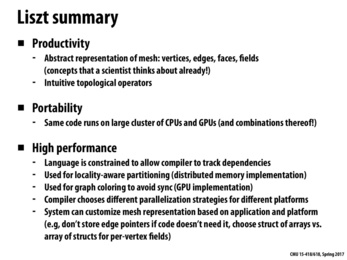 Liszt summary
■ Productivity
- Abstract representation of mesh: vertices, edges, faces, fields
(concepts that a scientist thinks about already!)
- Intuitive topological operators
■ Portability
- Same code runs on large cluster of CPUs and GPUs (and combinations thereof!)
■ High performance
- Language is constrained to allow compiler to track dependencies
- Used for locality-aware partitioning (distributed memory implementation)
- Used for graph coloring to avoid sync (GPU implementation)
- Compiler chooses different parallelization strategies for different platforms
- System can customize mesh representation based on application and platform
(e.g, don't store edge pointers if code doesn't need it, choose struct of arrays vs.
array of structs for per-vertex fields)
CMU 15-418/618, Spring 2017